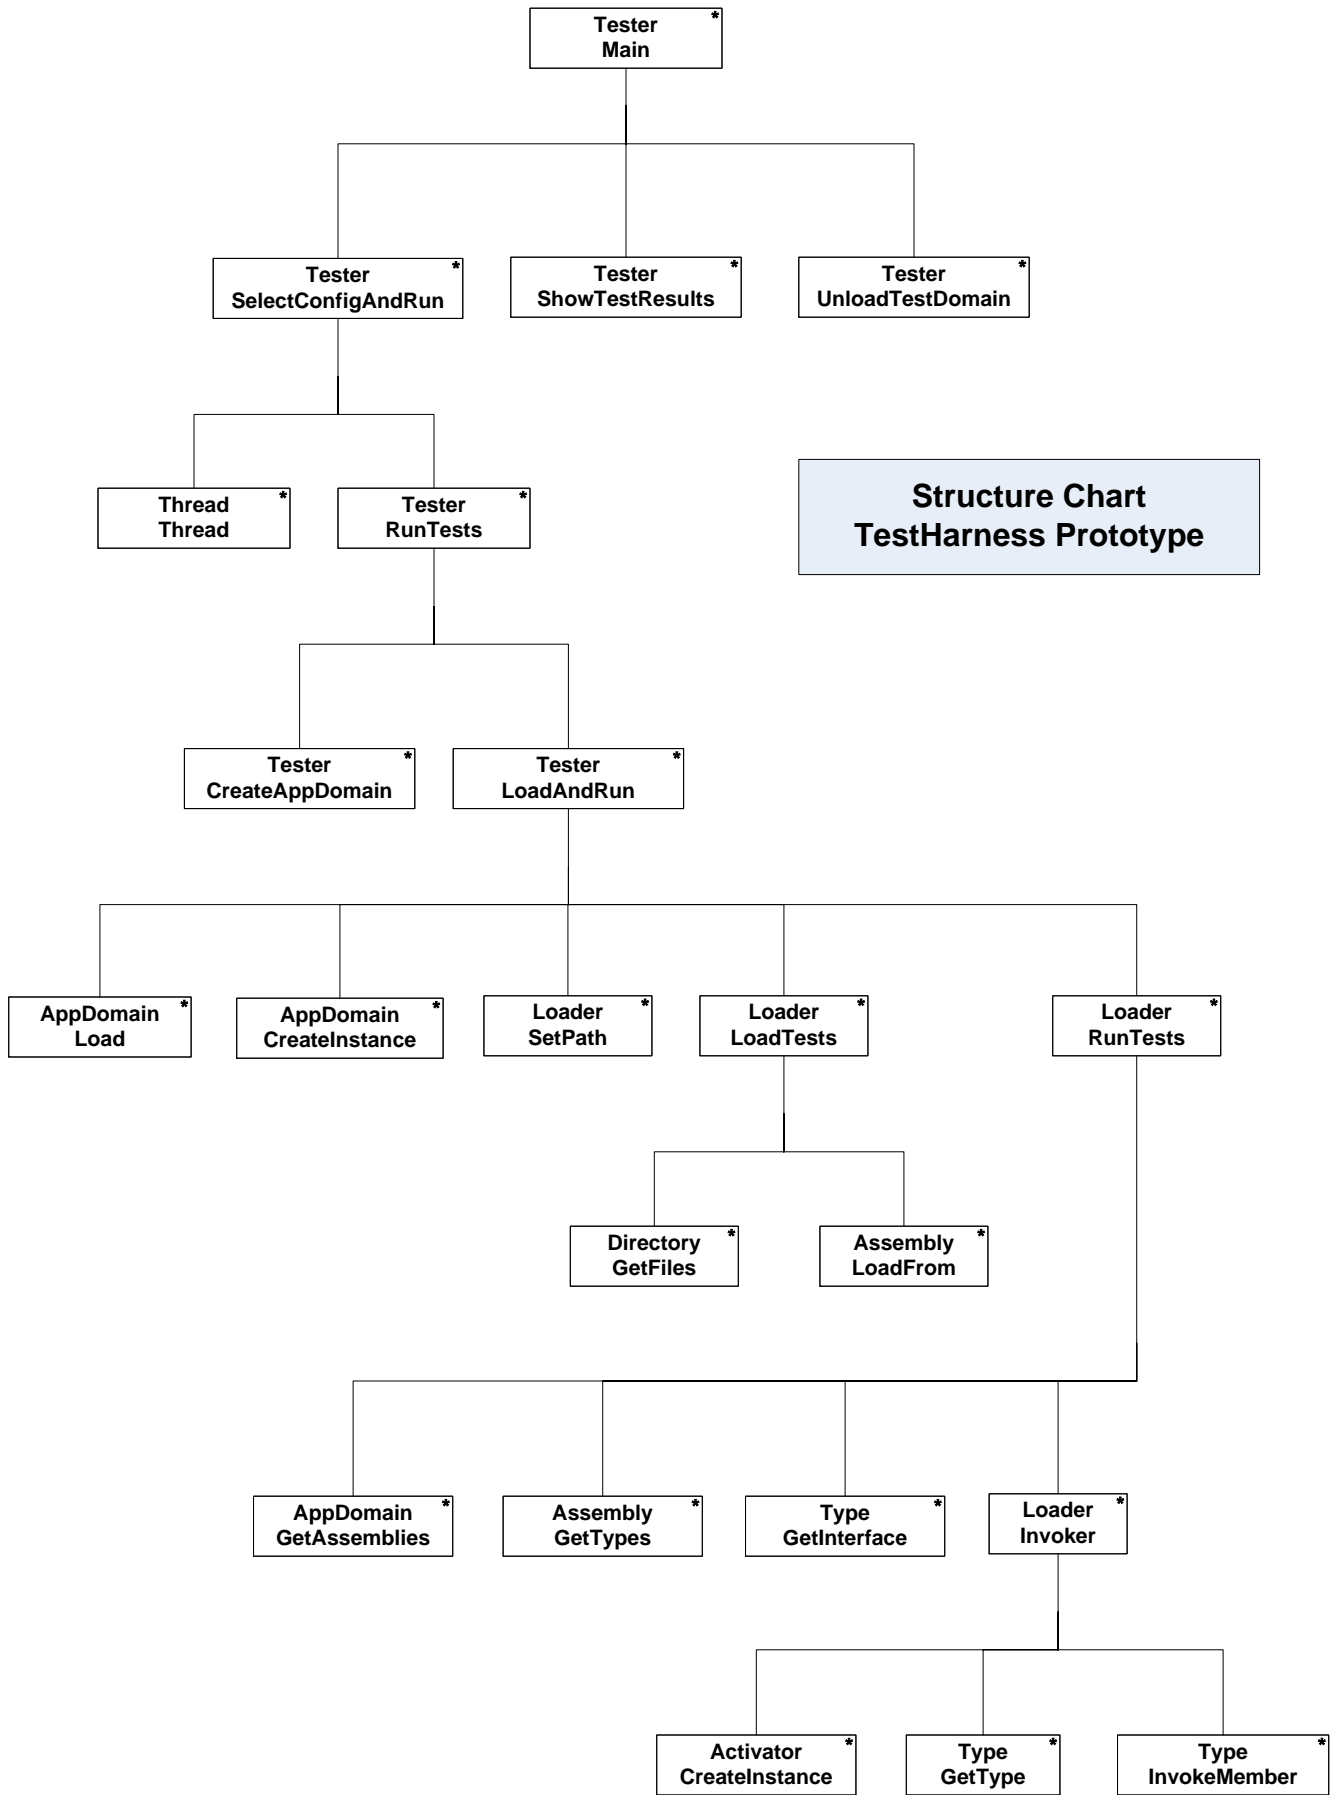 Tester *
Main
Tester *
SelectConfigAndRun
Tester *
ShowTestResults
Tester *
UnloadTestDomain
Thread *
Thread
Tester *
RunTests
Structure Chart
TestHarness Prototype
Tester *
CreateAppDomain
Tester *
LoadAndRun
AppDomain *
Load
AppDomain *
CreateInstance
Loader *
SetPath
Loader *
LoadTests
Loader *
RunTests
Directory *
GetFiles
Assembly *
LoadFrom
AppDomain *
GetAssemblies
Assembly *
GetTypes
Type *
GetInterface
Loader *
Invoker
Activator *
CreateInstance
Type *
GetType
Type *
InvokeMember